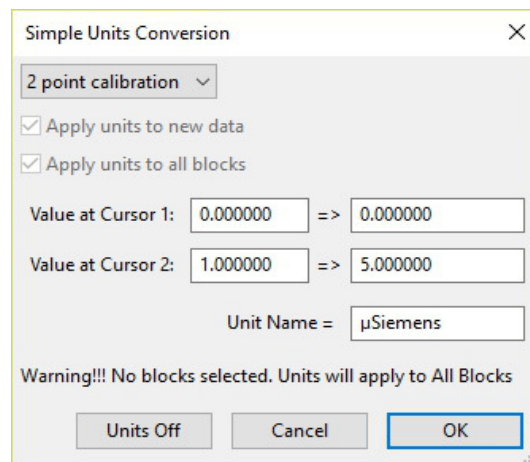 Simple Units Conversion
2 point calibration
Apply units to new data
Apply units to all blocks
Value at Cursor 1: 0.000000 => 0.000000
Value at Cursor 2: 1.000000 => 5.000000
Unit Name = µSiemens
Warning!!! No blocks selected. Units will apply to All Blocks
Units Off Cancel OK